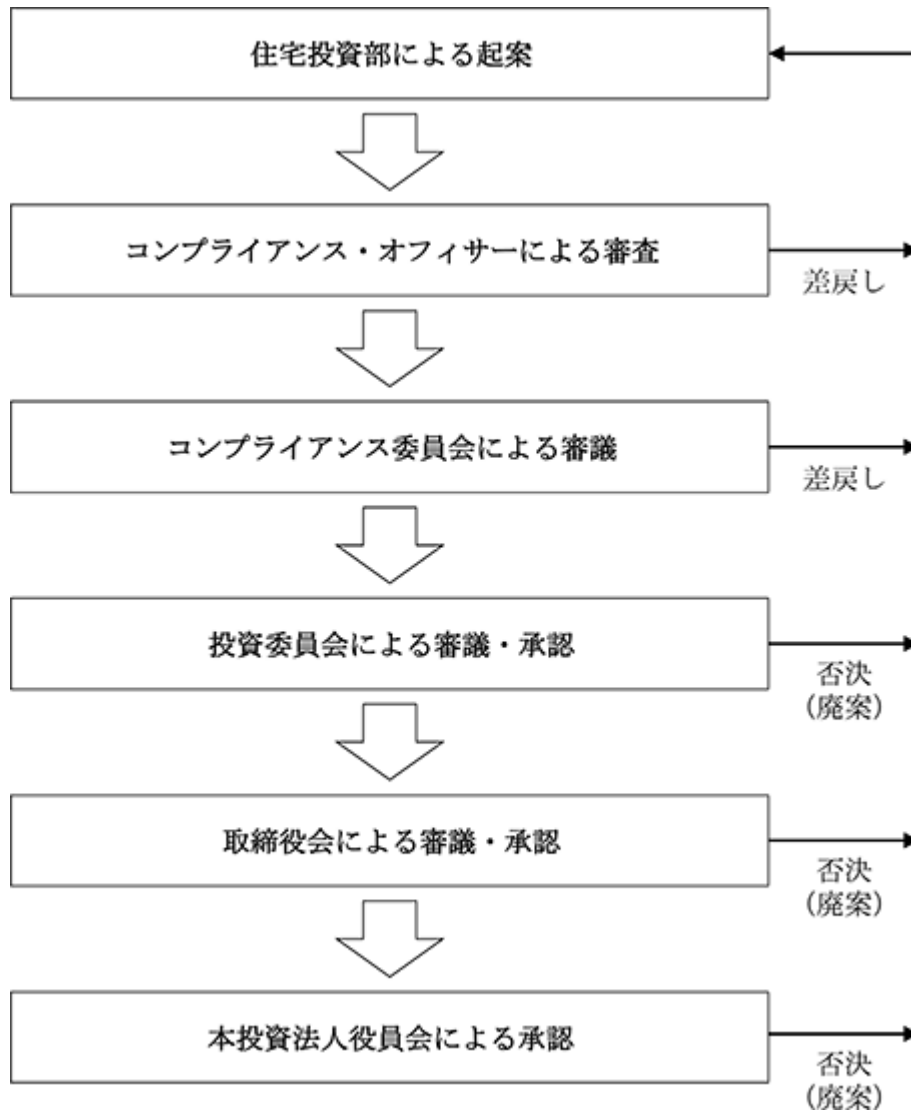 住宅投資部による起案
コンプライアンス・オフィサーによる審査
差戻し
コンプライアンス委員会による審議
差戻し
投資委員会による審議・承認
否決
(廃案)
取締役会による審議・承認
否決
(廃案)
本投資法人役員会による承認
否決
(廃案)